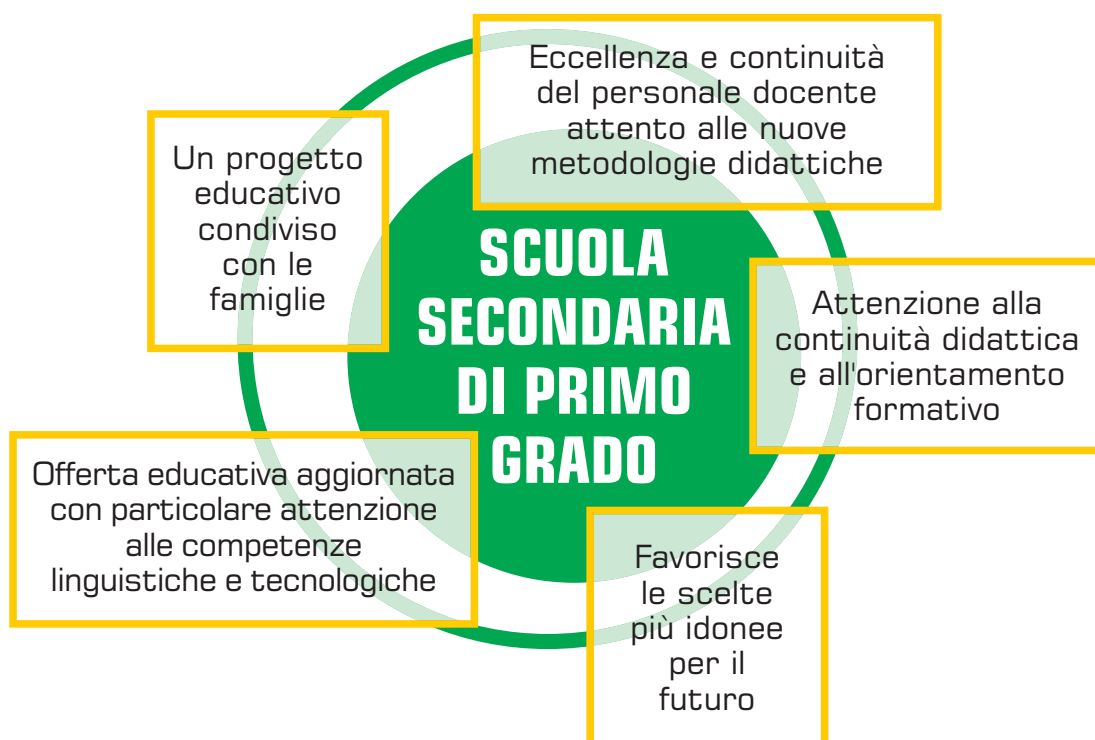 Eccellenza e continuità
del personale docente
attento alle nuove
metodologie didattiche
Un progetto
educativo
condiviso
con le
famiglie
SCUOLA
SECONDARIA
DI PRIMO
GRADO
Attenzione alla
continuità didattica
e all'orientamento
formativo
Offerta educativa aggiornata
con particolare attenzione
alle competenze
linguistiche e tecnologiche
Favorisce
le scelte
più idonee
per il
futuro